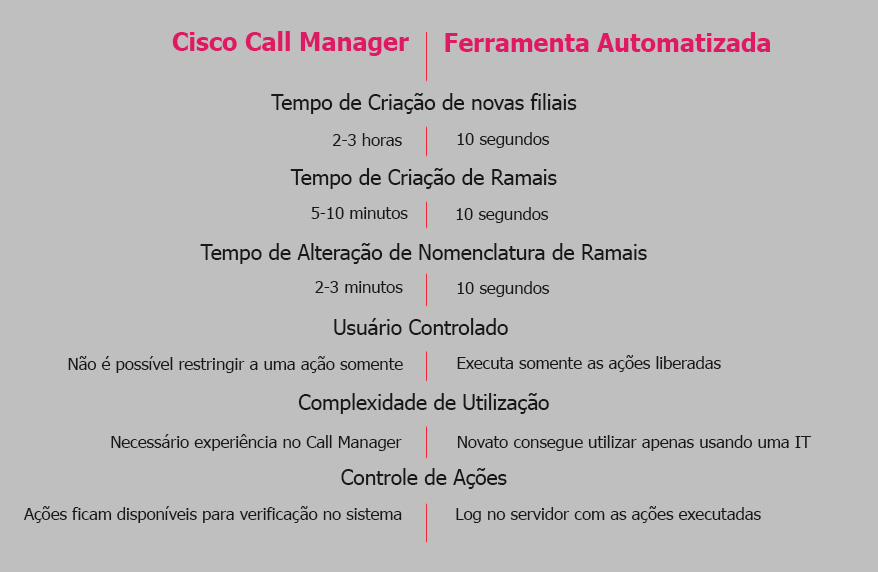 Cisco Call Manager Ferramenta Automatizada
Tempo de Criação de novas filiais
2-3 horas 10 segundos
Tempo de Criação de Ramais
5-10 minutos 10 segundos
Tempo de Alteração de Nomenclatura de Ramais
2-3 minutos 10 segundos
Usuário Controlado
Não é possível restringir a uma ação somente Executa somente as ações liberadas
Complexidade de Utilização
Necessário experiência no Call Manager Novato consegue utilizar apenas usando uma IT
Controle de Ações
Ações ficam disponíveis para verificação no sistema Log no servidor com as ações executadas